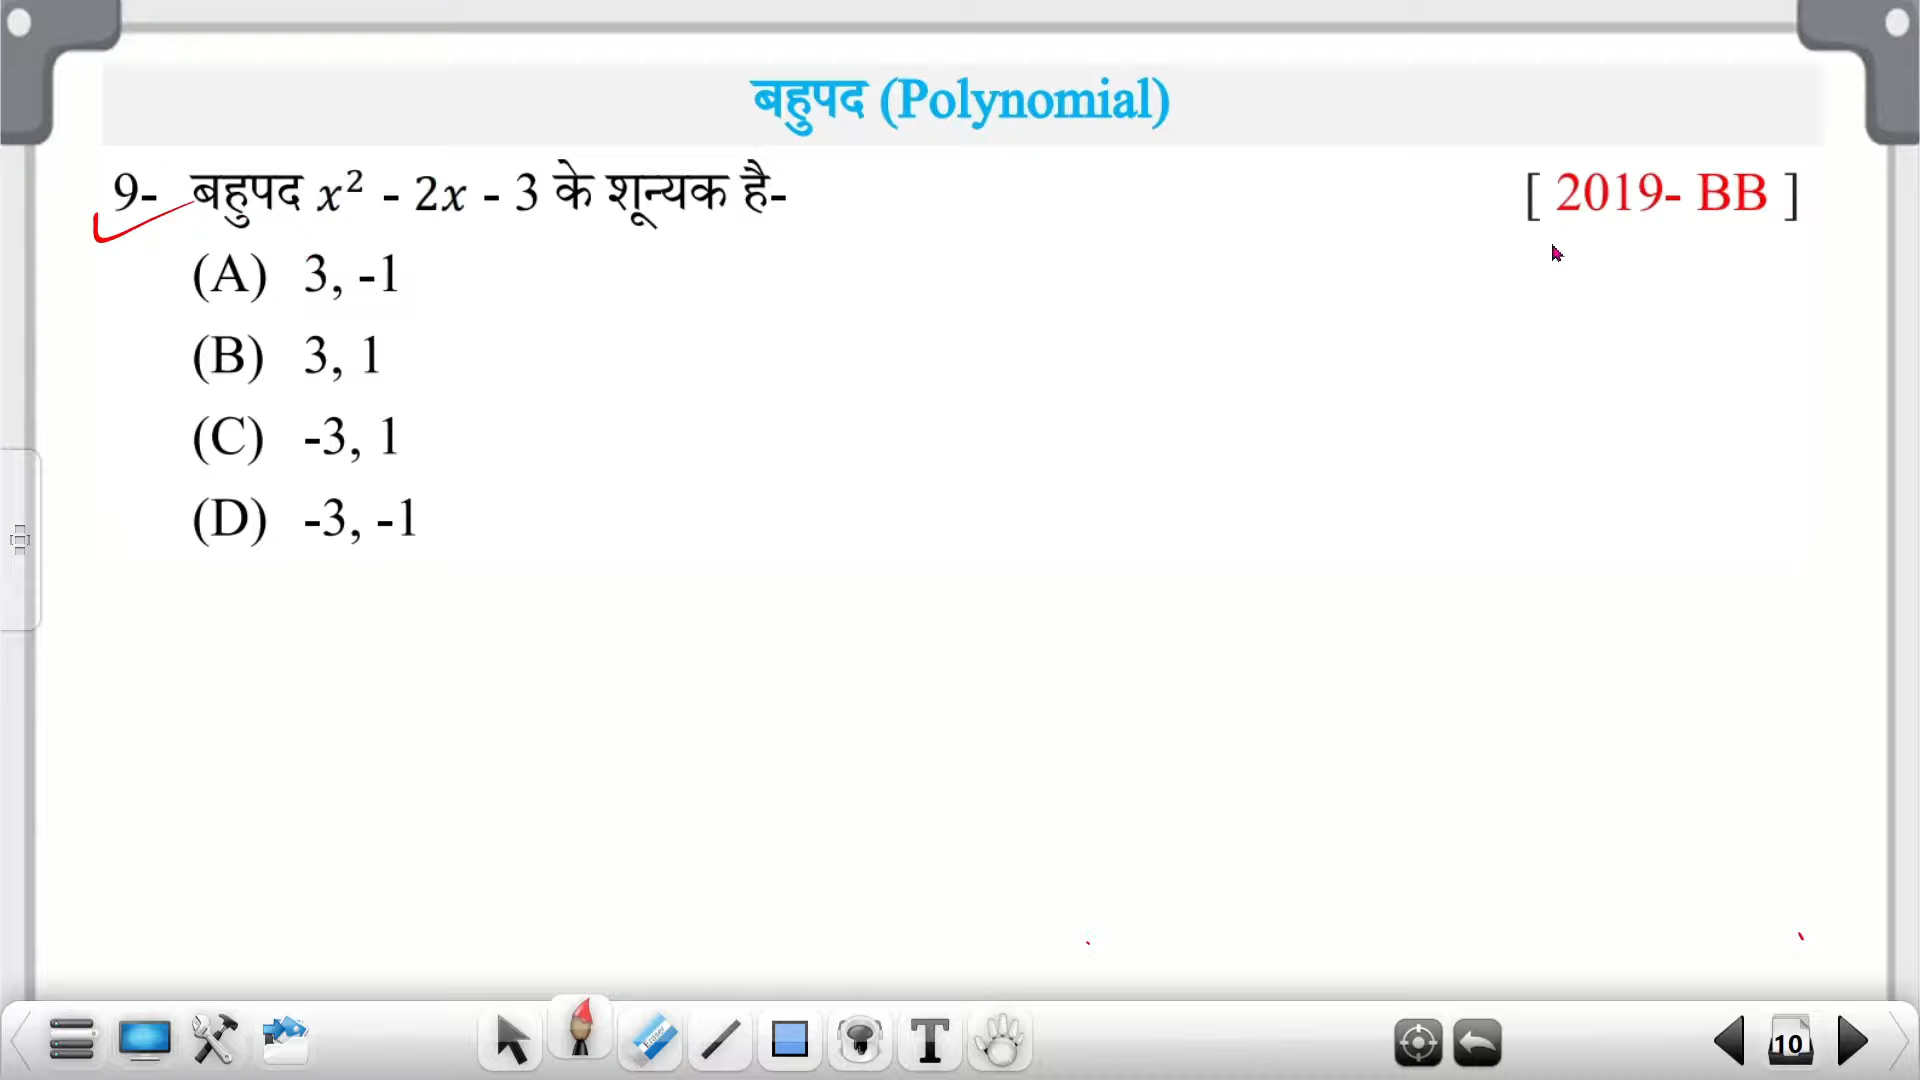 बहुपद (Polynomial)
9- बहुपद x² - 2x - 3 के शून्यक है- [ 2019- BB ]
(A) 3, -1
(B) 3, 1
(C) -3, 1
(D) -3, -1
Eraser
T
10